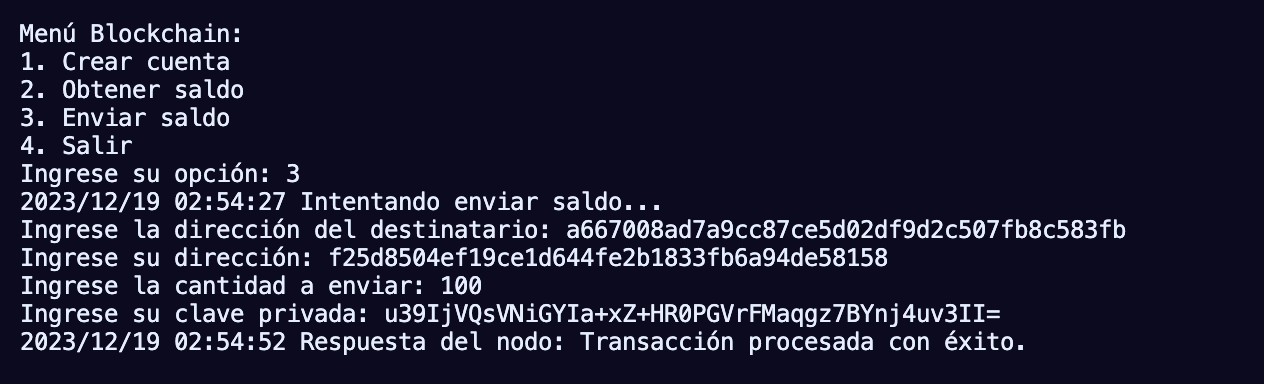 Menú Blockchain:
1. Crear cuenta
2. Obtener saldo
3. Enviar saldo
4. Salir
Ingrese su opción: 3
2023/12/19 02:54:27 Intentando enviar saldo...
Ingrese la dirección del destinatario: a667008ad7a9cc87ce5d02df9d2c507fb8c583fb
Ingrese su dirección: f25d8504ef19ce1d644fe2b1833fb6a94de58158
Ingrese la cantidad a enviar: 100
Ingrese su clave privada: u39IjVQsVNiGYIa+xZ+HR0PGVrFMaqgz7BYnj4uv3II=
2023/12/19 02:54:52 Respuesta del nodo: Transacción procesada con éxito.